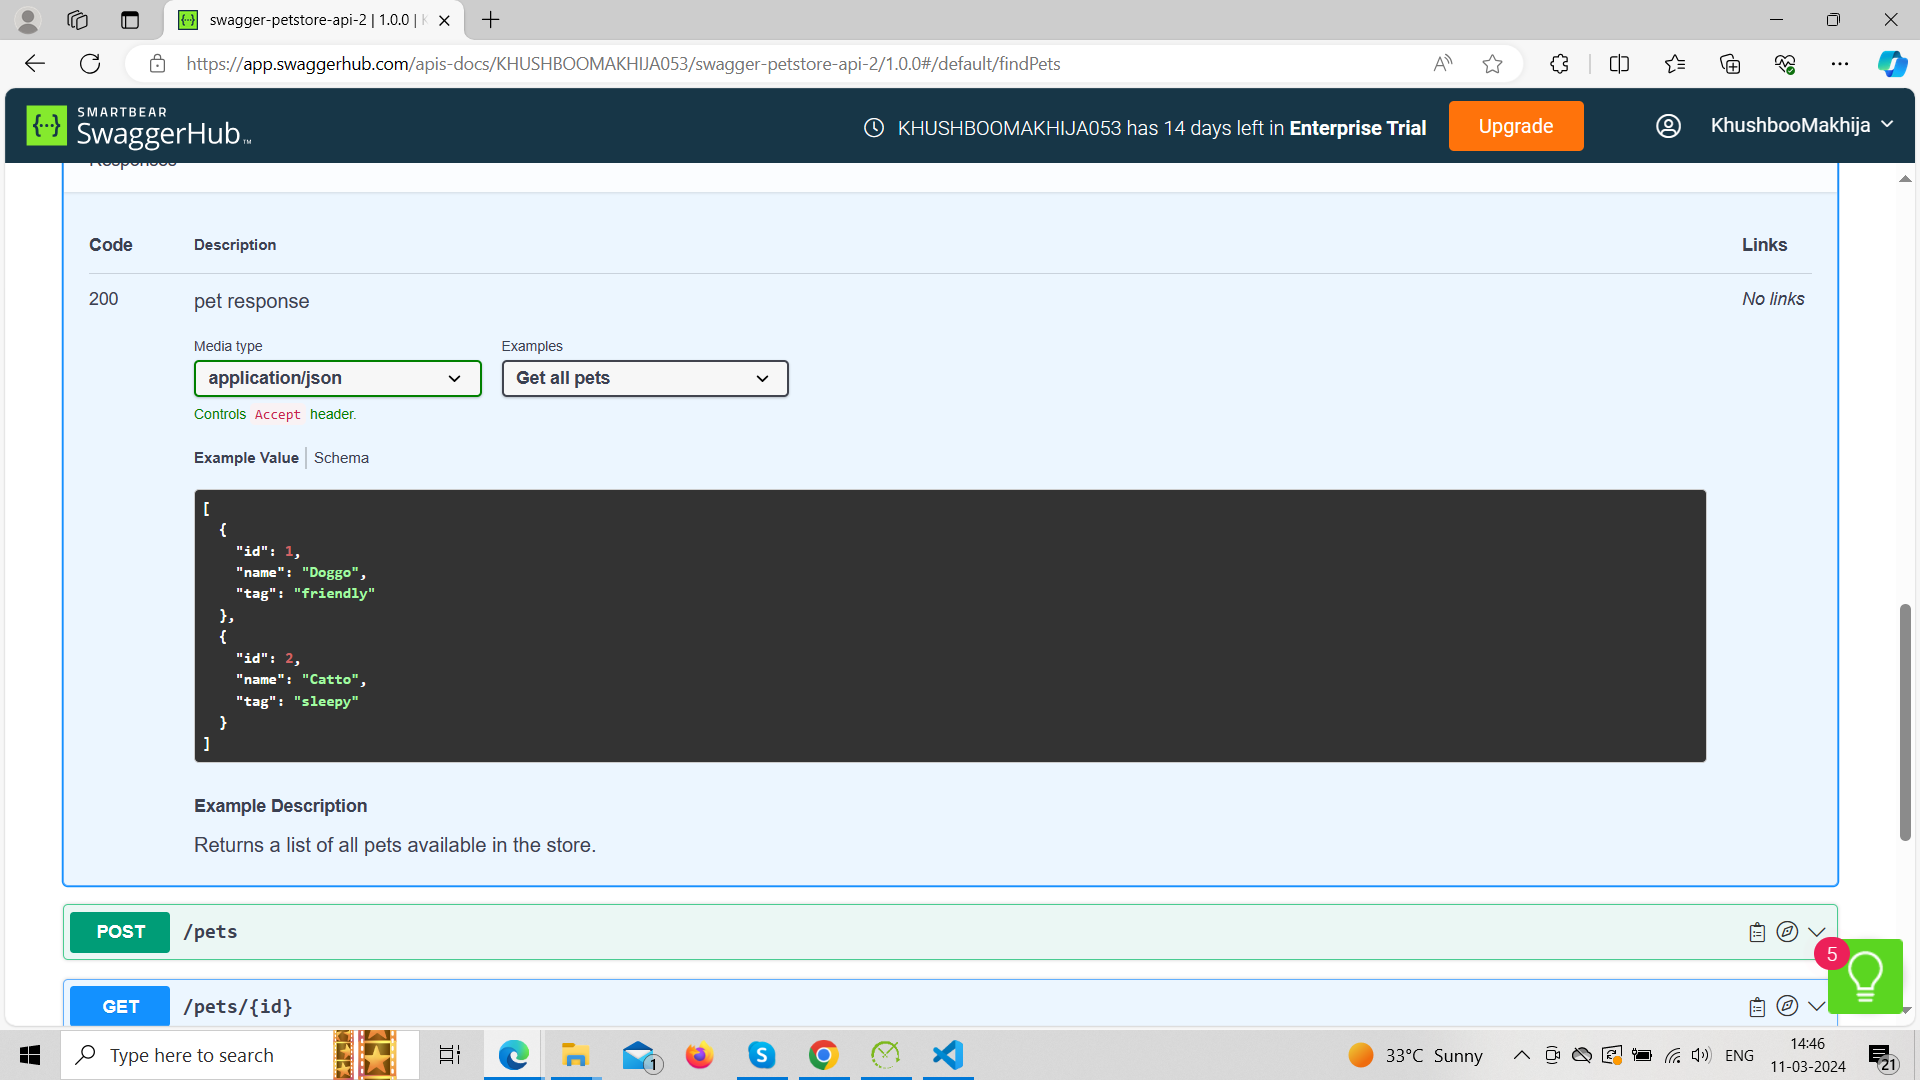 swagger-petstore-api-2 | 1.0.0 |
https://app.swaggerhub.com/apis-docs/KHUSHBOOMAKHIJA053/swagger-petstore-api-2/1.0.0#/default/findPets
SMARTBEAR
SwaggerHub™
KHUSHBOOMAKHIJA053 has 14 days left in Enterprise Trial
Upgrade
KhushbooMakhija
Responses
Code Description Links
200 pet response No links
Media type Examples
application/json Get all pets
Controls Accept header.
Example Value Schema
[
{
"id": 1,
"name": "Doggo",
"tag": "friendly"
},
{
"id": 2,
"name": "Catto",
"tag": "sleepy"
}
]
Example Description
Returns a list of all pets available in the store.
POST /pets
5
GET /pets/{id}
Type here to search
1
33°C Sunny
ENG
14:46
11-03-2024
21